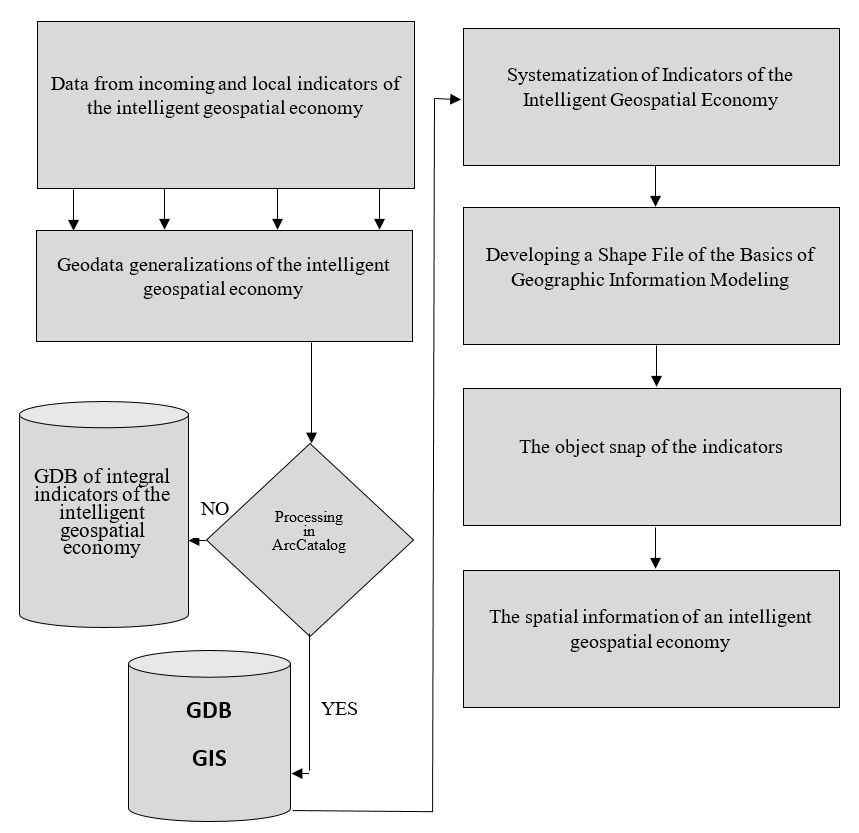 Data from incoming and local indicators of
the intelligent geospatial economy
Geodata generalizations of the intelligent
geospatial economy
Processing
in
ArcCatalog
NO
GDB of integral
indicators of the
intelligent
geospatial
economy
YES
GDB
GIS
Systematization of Indicators of the
Intelligent Geospatial Economy
Developing a Shape File of the Basics of
Geographic Information Modeling
The object snap of the indicators
The spatial information of an intelligent
geospatial economy